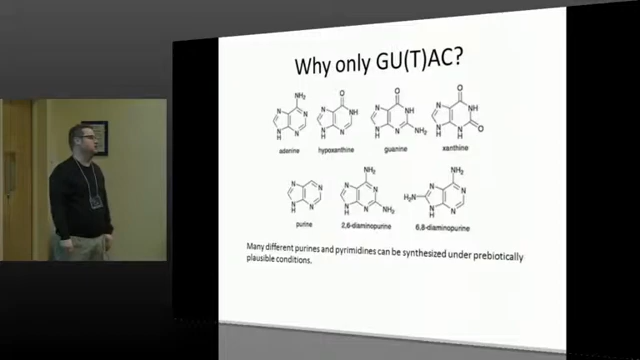 Why only GU(T)AC?
NH₂
O
O
O
N
N
N
N
H
N
NH
N
N
H
N
NH
N
N
H
NH₂
N
NH
N
H
N
H
O
adenine
hypoxanthine
guanine
xanthine
NH₂
NH₂
N
N
N
N
H
N
N
N
N
H
NH₂
H₂N
N
N
N
N
H
purine
2,6-diaminopurine
6,8-diaminopurine
Many different purines and pyrimidines can be synthesized under prebiotically
plausible conditions.